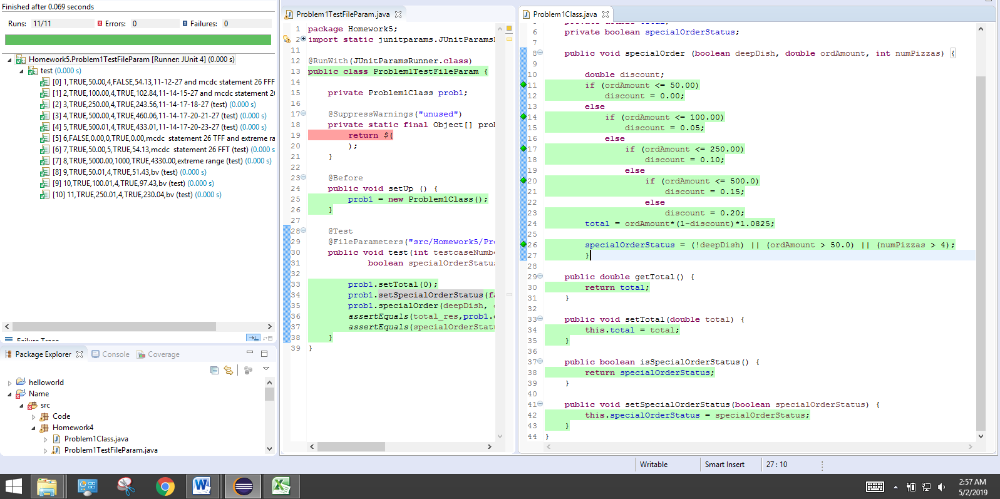 Finished after 0.069 seconds
Runs: 11/11 Errors: 0 Failures: 0
Homework5.Problem1TestFileParam [Runner: JUnit 4] (0.000 s)
test (0.000 s)
[0] 1,TRUE,50.00,4,FALSE,54.13,11-12-27 and mcdc statement 26 FFF
[1] 2,TRUE,100.00,4,TRUE,102.84,11-14-15-27 and mcdc statement 2
[2] 3,TRUE,250.00,4,TRUE,243.56,11-14-17-18-27 (test) (0.000 s)
[3] 4,TRUE,500.00,4,TRUE,460.06,11-14-17-20-21-27 (test) (0.000 s)
[4] 5,TRUE,500.01,4,TRUE,433.01,11-14-17-20-23-27 (test) (0.000 s)
[5] 6,FALSE,0.00,0,TRUE,0.00,mcdc statement 26 TFF and extreme ra
[6] 7,TRUE,50.00,5,TRUE,54.13,mcdc statement 26 FFT (test) (0.000 s
[7] 8,TRUE,5000.00,1000,TRUE,4330.00,extreme range (test) (0.000 s)
[8] 9,TRUE,50.01,4,TRUE,51.43,bv (test) (0.000 s)
[9] 10,TRUE,100.01,4,TRUE,97.43,bv (test) (0.000 s)
[10] 11,TRUE,250.01,4,TRUE,230.04,bv (test) (0.000 s)
Package Explorer Console Coverage
helloworld
Name
src
Code
Homework4
Problem1Class.java
Problem1TestFileParam.java
Problem1TestFileParam.java
1 package Homework5;
2 import static junitparams.JUnitParamsR
11
12 @RunWith(JUnitParamsRunner.class)
13 public class Problem1TestFileParam {
14
15 private Problem1Class prob1;
16
17 @SuppressWarnings("unused")
18 private static final Object[] prob
19 return $(
20 );
21 }
22
23 @Before
24 public void setUp () {
25 prob1 = new Problem1Class();
26 }
27
28 @Test
29 @FileParameters("src/Homework5/Pro
30 public void test(int testcaseNumbe
31 boolean specialOrderStatus
32
33 prob1.setTotal(0);
34 prob1.setSpecialOrderStatus(fa
35 prob1.specialOrder(deepDish,
36 assertEquals(total_res,prob1.
37 assertEquals(specialOrderStatu
38 }
39 }
Problem1Class.java
6 private boolean specialOrderStatus;
7
8 public void specialOrder (boolean deepDish, double ordAmount, int numPizzas) {
9
10 double discount;
11 if (ordAmount <= 50.00)
12 discount = 0.00;
13 else
14 if (ordAmount <= 100.00)
15 discount = 0.05;
16 else
17 if (ordAmount <= 250.00)
18 discount = 0.10;
19 else
20 if (ordAmount <= 500.0)
21 discount = 0.15;
22 else
23 discount = 0.20;
24 total = ordAmount*(1-discount)*1.0825;
25
26 specialOrderStatus = (!deepDish) || (ordAmount > 50.0) || (numPizzas > 4);
27 }
28
29 public double getTotal() {
30 return total;
31 }
32
33 public void setTotal(double total) {
34 this.total = total;
35 }
36
37 public boolean isSpecialOrderStatus() {
38 return specialOrderStatus;
39 }
40
41 public void setSpecialOrderStatus(boolean specialOrderStatus) {
42 this.specialOrderStatus = specialOrderStatus;
43 }
44 }
Writable Smart Insert 27 : 10
2:57 AM
5/2/2019